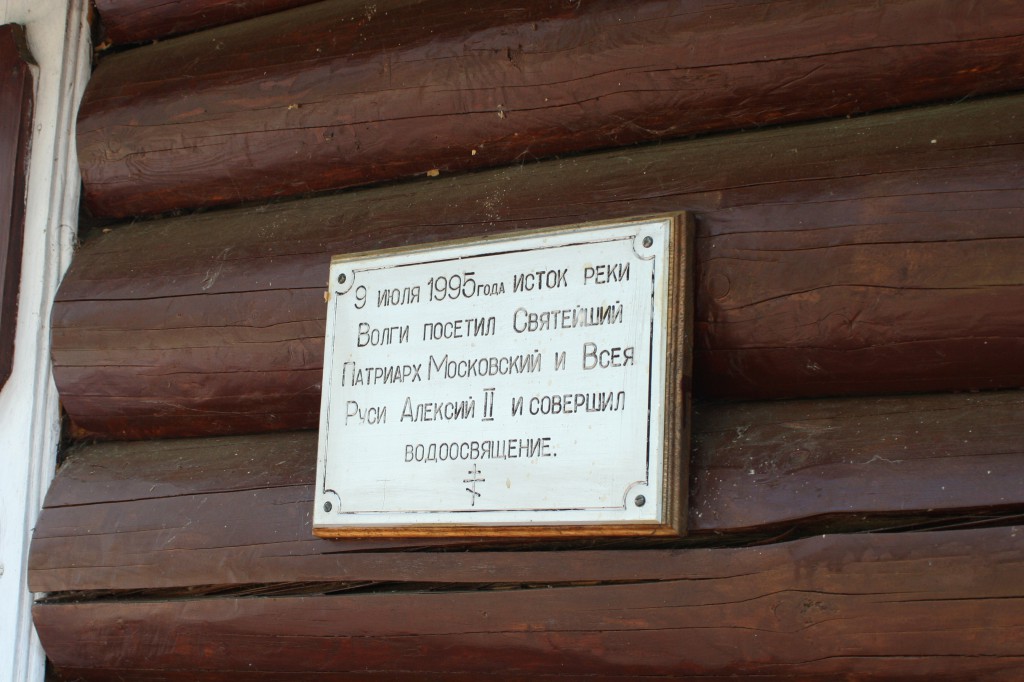 9 июля 1995года исток реки
Волги посетил Святейший
Патриарх Московский и Всея
Руси Алексий II и совершил
водоосвящение.